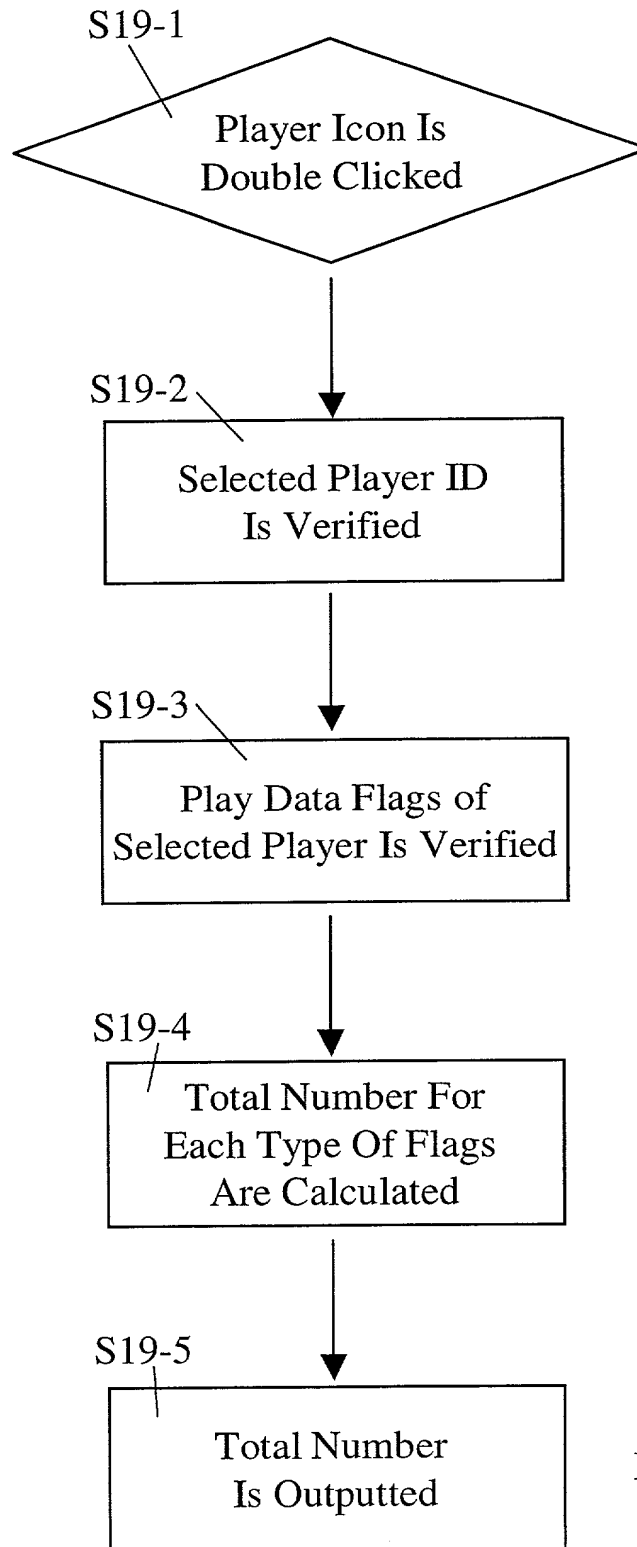 S19-1
Player Icon Is
Double Clicked
S19-2
Selected Player ID
Is Verified
S19-3
Play Data Flags of
Selected Player Is Verified
S19-4
Total Number For
Each Type Of Flags
Are Calculated
S19-5
Total Number
Is Outputted